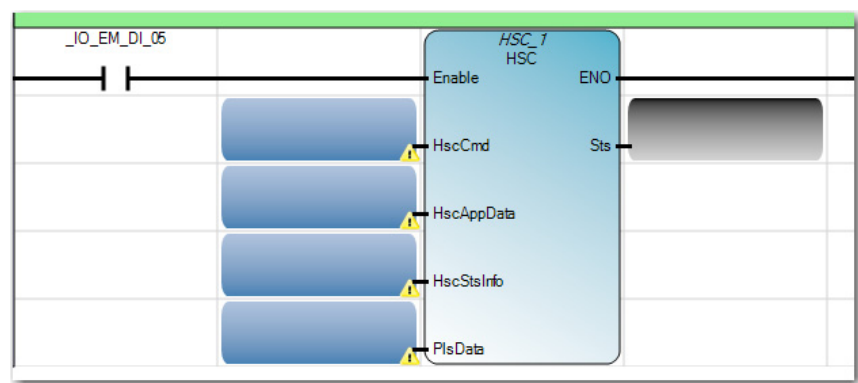 _IO_EM_DI_05
HSC_1
HSC
Enable ENO
HscCmd Sts
HscAppData
HscStsInfo
PlsData